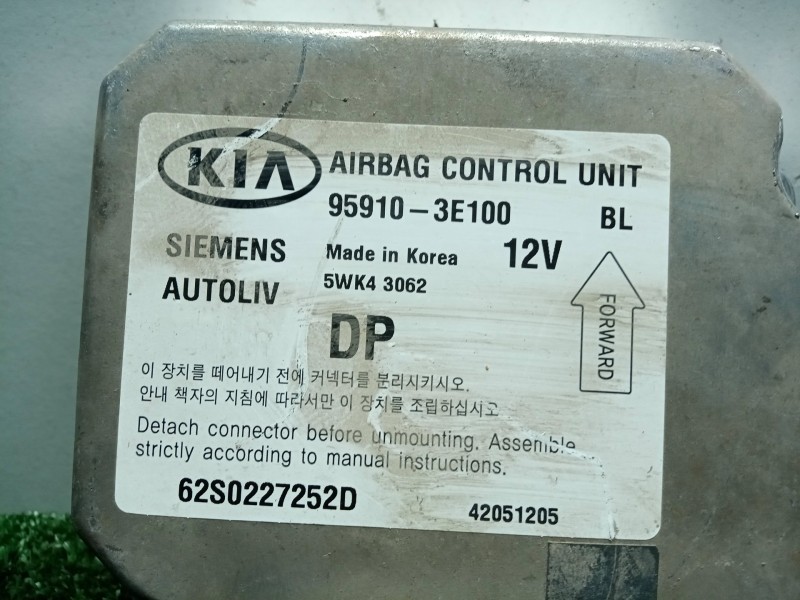 KIA AIRBAG CONTROL UNIT
95910-3E100 BL
SIEMENS Made in Korea 12V
AUTOLIV 5WK4 3062
FORWARD
DP
이 장치를 떼어내기 전에 커넥터를 분리시키시오.
안내 책자의 지침에 따라서만 이 장치를 조립하십시오
Detach connector before unmounting. Assemble
strictly according to manual instructions.
62S0227252D 42051205